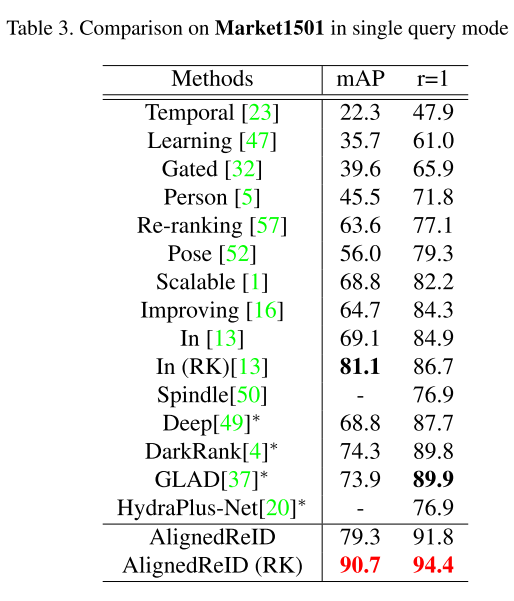 Table 3. Comparison on Market1501 in single query mode
Methods mAP r=1
Temporal [23] 22.3 47.9
Learning [47] 35.7 61.0
Gated [32] 39.6 65.9
Person [5] 45.5 71.8
Re-ranking [57] 63.6 77.1
Pose [52] 56.0 79.3
Scalable [1] 68.8 82.2
Improving [16] 64.7 84.3
In [13] 69.1 84.9
In (RK)[13] 81.1 86.7
Spindle[50] - 76.9
Deep[49]* 68.8 87.7
DarkRank[4]* 74.3 89.8
GLAD[37]* 73.9 89.9
HydraPlus-Net[20]* - 76.9
AlignedReID 79.3 91.8
AlignedReID (RK) 90.7 94.4